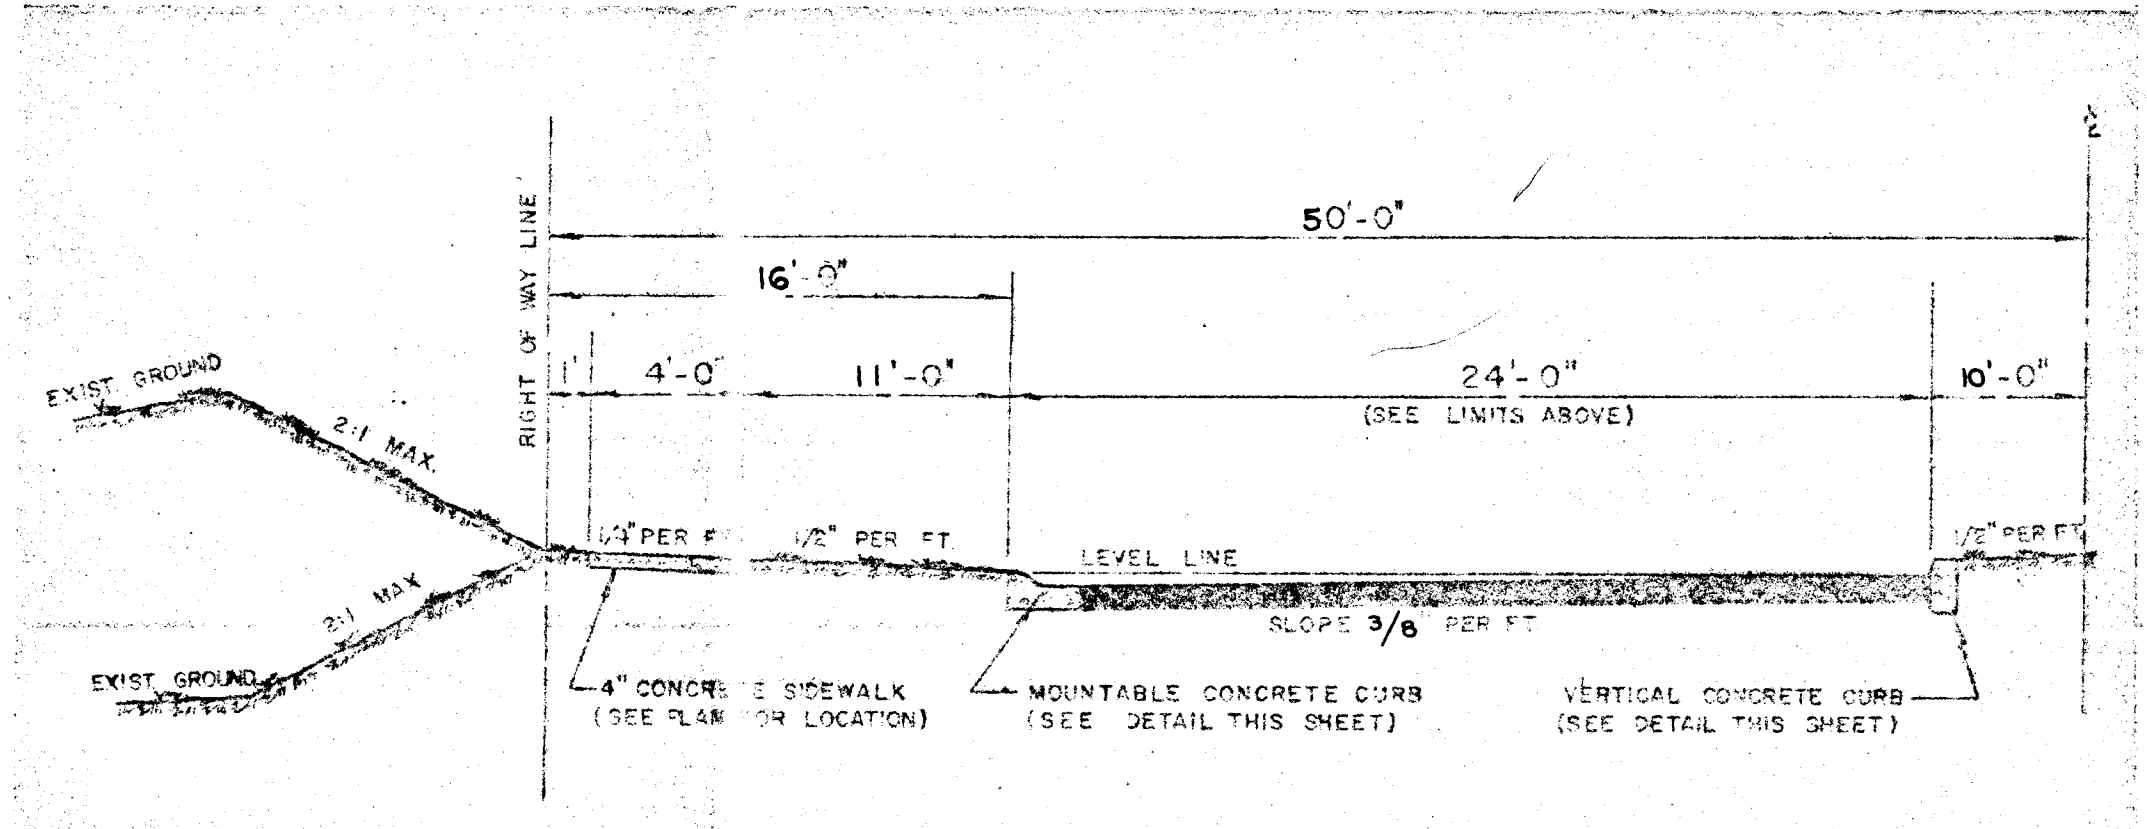 50'-0"
16'-0"
RIGHT OF WAY LINE
1'
4'-0"
11'-0"
24'-0"
(SEE LIMITS ABOVE)
10'-0"
EXIST. GROUND
2:1 MAX.
1/4" PER
1/2" PER FT.
LEVEL LINE
1/2" PER FT.
2:1 MAX
SLOPE 3/8" PER FT
EXIST. GROUND
4" CONCRETE SIDEWALK
(SEE PLAN FOR LOCATION)
MOUNTABLE CONCRETE CURB
(SEE DETAIL THIS SHEET)
VERTICAL CONCRETE CURB
(SEE DETAIL THIS SHEET)